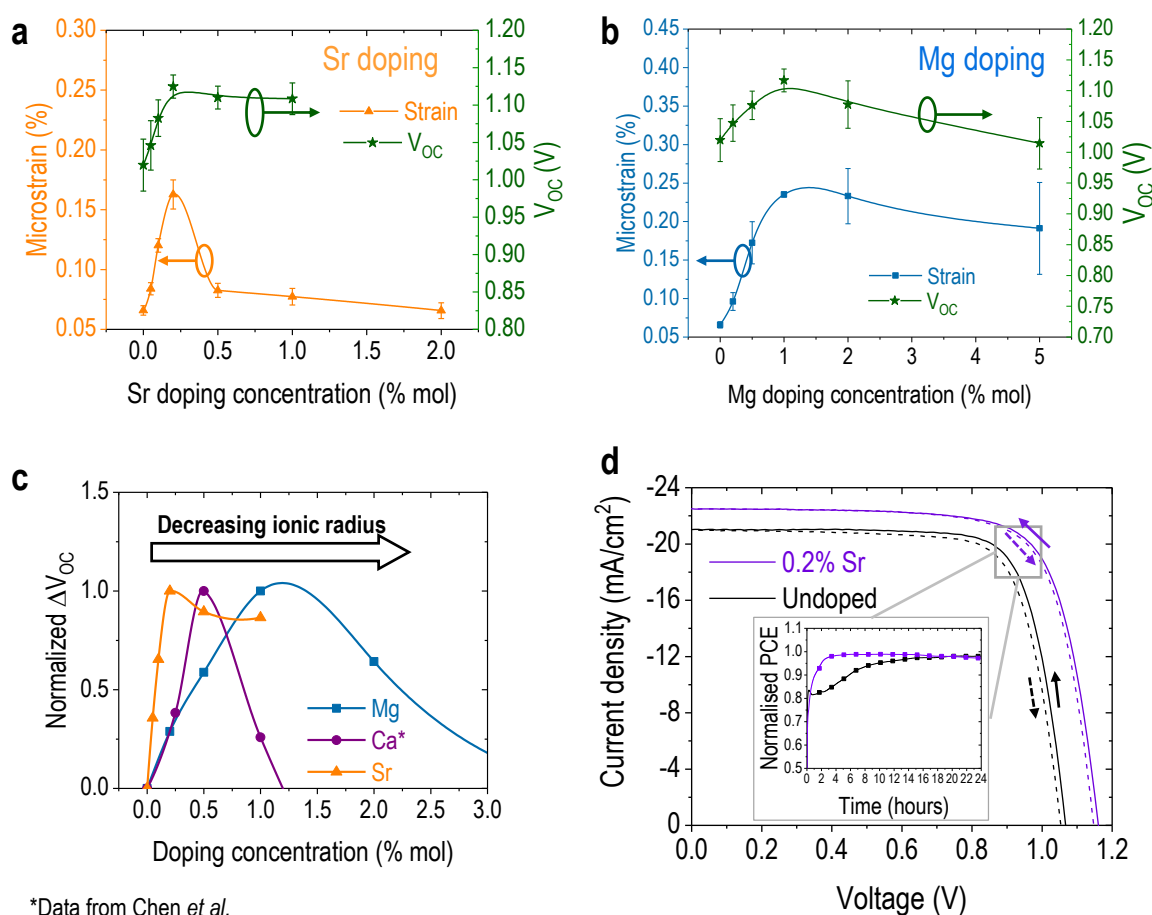 a
Sr doping
Strain
V_OC
Microstrain (%)
0.30
0.25
0.20
0.15
0.10
0.05
V_OC (V)
1.20
1.15
1.10
1.05
1.00
0.95
0.90
0.85
0.80
0.0 0.5 1.0 1.5 2.0
Sr doping concentration (% mol)
b
Mg doping
Strain
V_OC
Microstrain (%)
0.45
0.40
0.35
0.30
0.25
0.20
0.15
0.10
0.05
V_OC (V)
1.20
1.15
1.10
1.05
1.00
0.95
0.90
0.85
0.80
0.75
0.70
0 1 2 3 4 5
Mg doping concentration (% mol)
c
Decreasing ionic radius
Normalized ΔV_OC
1.5
1.0
0.5
0.0
Mg
Ca*
Sr
0.0 0.5 1.0 1.5 2.0 2.5 3.0
Doping concentration (% mol)
*Data from Chen et al.
d
Current density (mA/cm²)
-24
-20
-16
-12
-8
-4
0
0.2% Sr
Undoped
Normalised PCE
1.1
1.0
0.9
0.8
0.7
0.6
0.5
0 2 4 6 8 10 12 14 16 18 20 22 24
Time (hours)
0.0 0.2 0.4 0.6 0.8 1.0 1.2
Voltage (V)